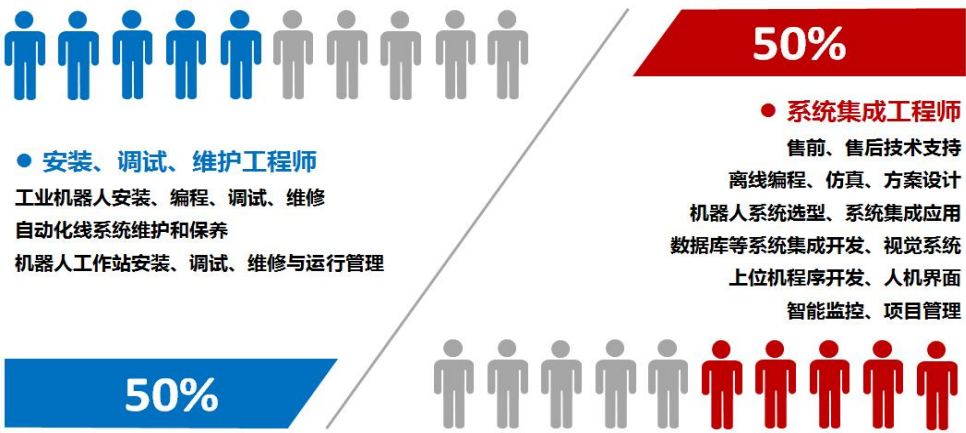 50%
● 系统集成工程师
售前、售后技术支持
离线编程、仿真、方案设计
机器人系统选型、系统集成应用
数据库等系统集成开发、视觉系统
上位机程序开发、人机界面
智能监控、项目管理
● 安装、调试、维护工程师
工业机器人安装、编程、调试、维修
自动化线系统维护和保养
机器人工作站安装、调试、维修与运行管理
50%